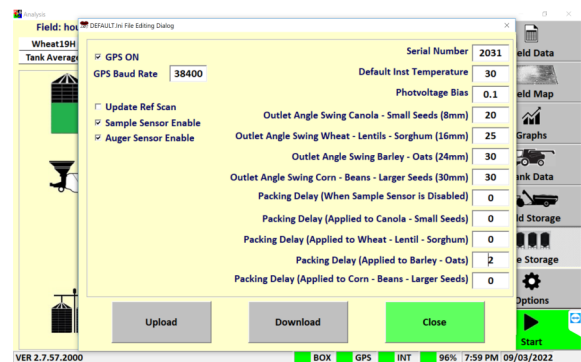 Analysis
Field: hou
DEFAULT.Ini File Editing Dialog
Wheat19H
Tank Average
GPS ON
GPS Baud Rate 38400
Update Ref Scan
Sample Sensor Enable
Auger Sensor Enable
Serial Number 2031
Default Inst Temperature 30
Photovoltage Bias 0.1
Outlet Angle Swing Canola - Small Seeds (8mm) 20
Outlet Angle Swing Wheat - Lentils - Sorghum (16mm) 25
Outlet Angle Swing Barley - Oats (24mm) 30
Outlet Angle Swing Corn - Beans - Larger Seeds (30mm) 30
Packing Delay (When Sample Sensor is Disabled) 0
Packing Delay (Applied to Canola - Small Seeds) 0
Packing Delay (Applied to Wheat - Lentil - Sorghum) 0
Packing Delay (Applied to Barley - Oats) 2
Packing Delay (Applied to Corn - Beans - Larger Seeds) 0
Upload
Download
Close
eld Data
eld Map
Graphs
ank Data
ld Storage
e Storage
Options
Start
VER 2.7.57.2000
BOX
GPS
INT
96%
7:59 PM 09/03/2022